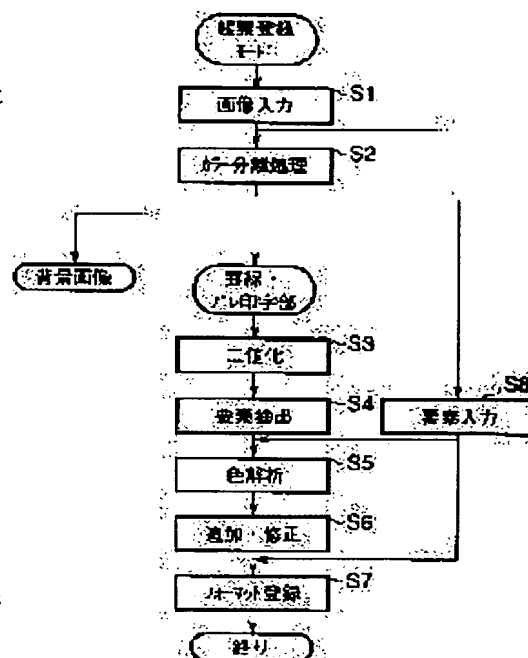 帳票登録
モード
画像入力
S1
カラー分離処理
S2
背景画像
罫線・
プレ印字部
二値化
S3
要素抽出
S4
要素入力
S8
色解析
S5
追加・修正
S6
フォーマット登録
S7
終り